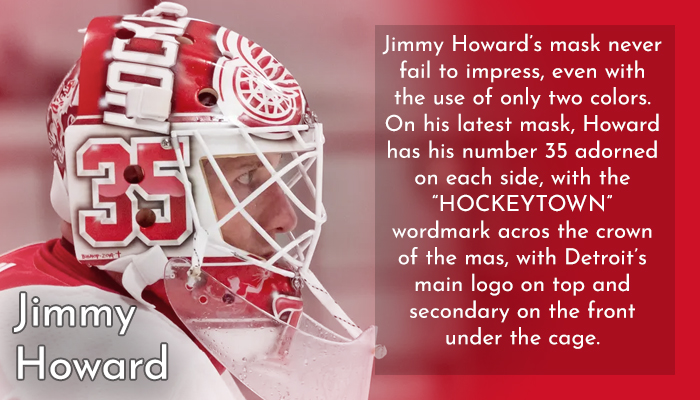 HOCKE
35
Jimmy
Howard
Jimmy Howard's mask never
fail to impress, even with
the use of only two colors.
On his latest mask, Howard
has his number 35 adorned
on each side, with the
"HOCKEYTOWN"
wordmark acros the crown
of the mas, with Detroit's
main logo on top and
secondary on the front
under the cage.